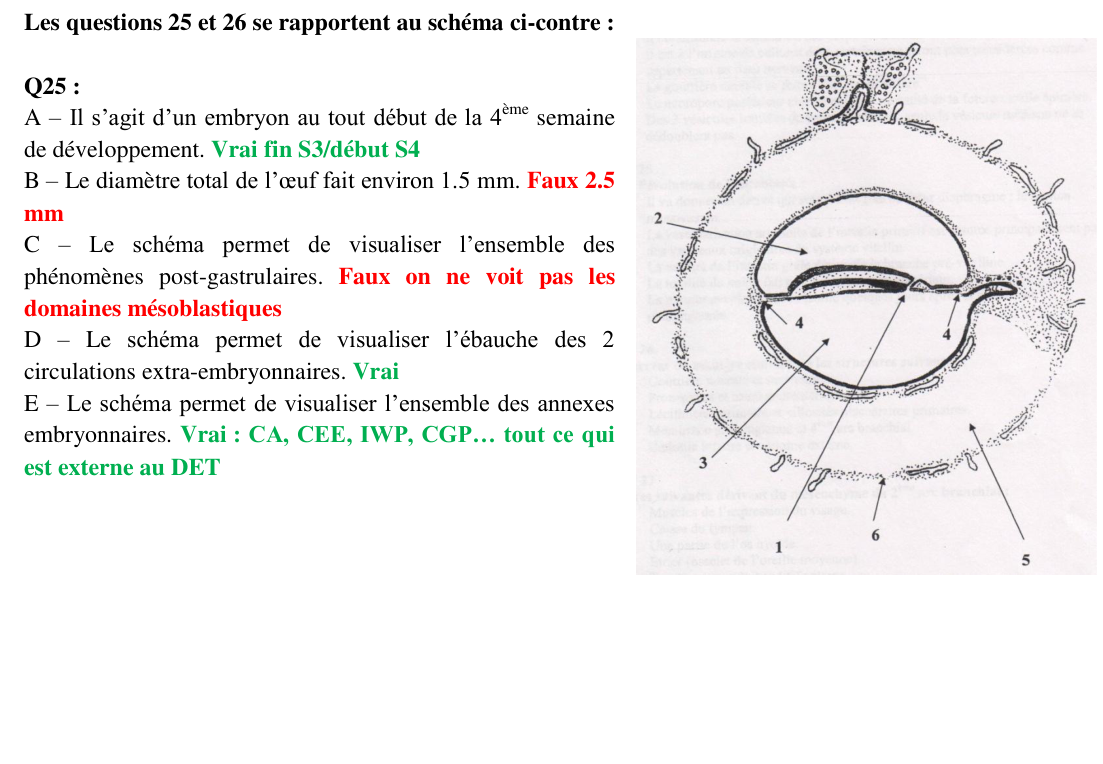 Les questions 25 et 26 se rapportent au schéma ci-contre :
Q25 :
A – Il s’agit d’un embryon au tout début de la 4ème semaine
de développement. Vrai fin S3/début S4
B – Le diamètre total de l’œuf fait environ 1.5 mm. Faux 2.5
mm
C – Le schéma permet de visualiser l’ensemble des
phénomènes post-gastrulaires. Faux on ne voit pas les
domaines mésoblastiques
D – Le schéma permet de visualiser l’ébauche des 2
circulations extra-embryonnaires. Vrai
E – Le schéma permet de visualiser l’ensemble des annexes
embryonnaires. Vrai : CA, CEE, IWP, CGP… tout ce qui
est externe au DET
2
4
4
3
1
6
5